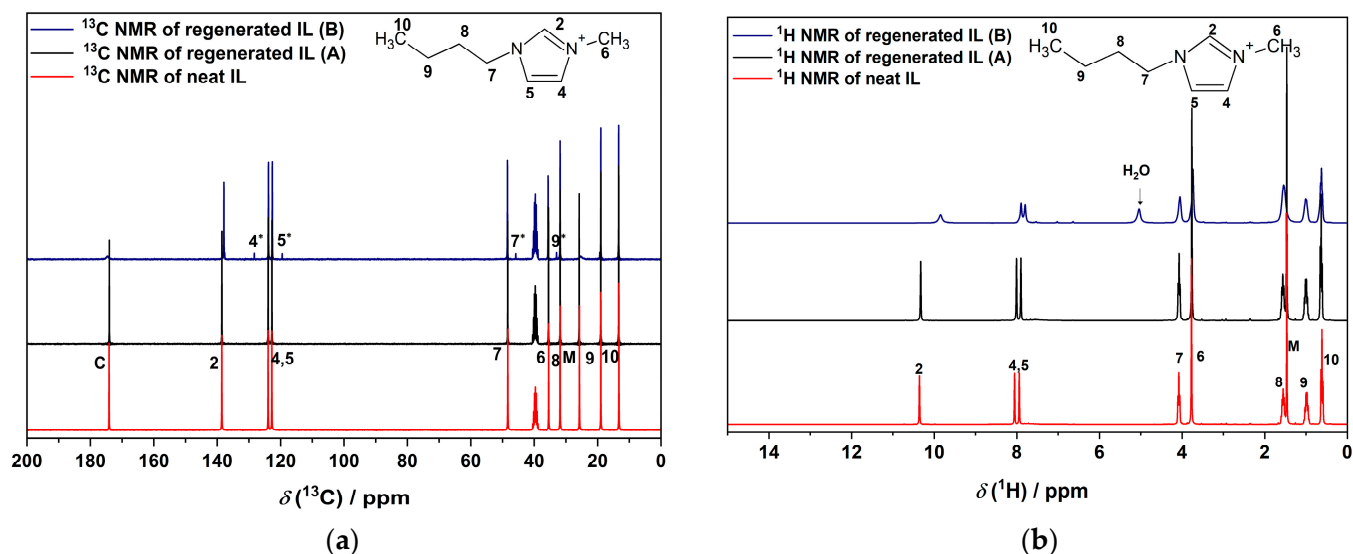 ¹³C NMR of regenerated IL (B)
¹³C NMR of regenerated IL (A)
¹³C NMR of neat IL
10
H₃C
8
9
7
N
2
N
+
CH₃
6
5
4
4*
5*
7*
9*
C
2
4,5
7
6
8
M
9
10
200 180 160 140 120 100 80 60 40 20 0
δ (¹³C) / ppm
(a)
¹H NMR of regenerated IL (B)
¹H NMR of regenerated IL (A)
¹H NMR of neat IL
10
H₃C
8
9
7
N
2
N
+
CH₃
6
5
4
H₂O
2
4,5
7
6
8
M
9
10
14 12 10 8 6 4 2 0
δ (¹H) / ppm
(b)